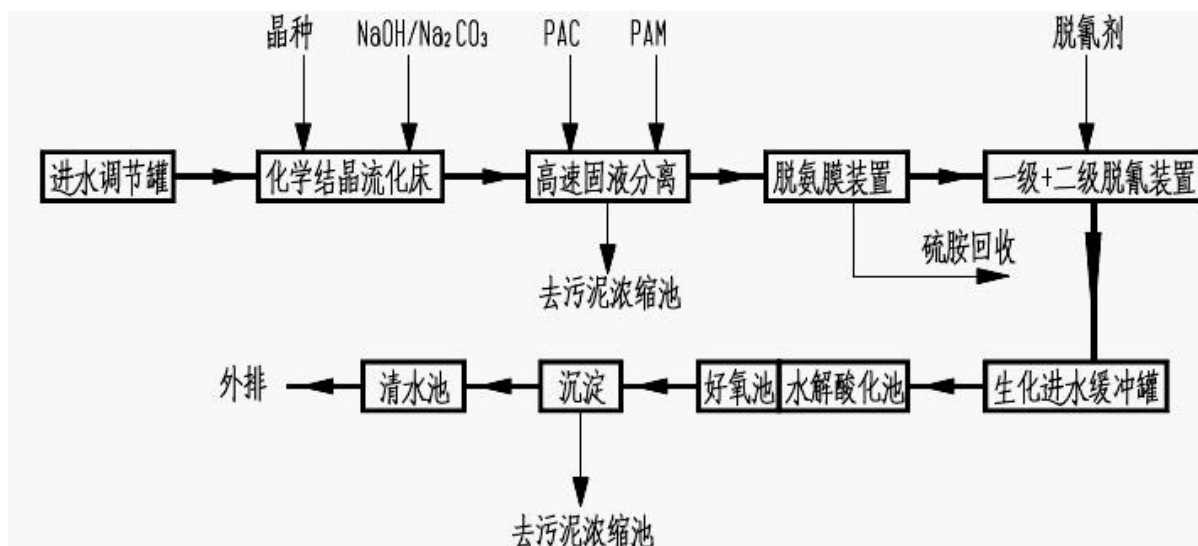 晶种
NaOH/Na₂CO₃
PAC
PAM
脱氰剂
进水调节罐
化学结晶流化床
高速固液分离
脱氨膜装置
一级+二级脱氰装置
硫胺回收
去污泥浓缩池
外排
清水池
沉淀
好氧池
水解酸化池
生化进水缓冲罐
去污泥浓缩池